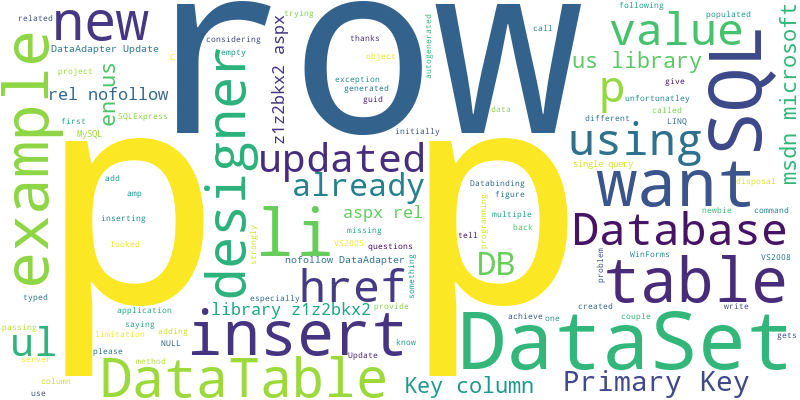 related
new
row
trying
thanks
considering
following
populated
call
value
DataAdapter Update
C
empty
object
exception
generated
guid
autogenerated
us library
project
example
en us
designer
z1z2bkx2 aspx
data
unfortunatley
p
give
SQL
msdn microsoft
rel nofollow
called
first
SQLExpress
different
LINQ
MySQL
initially
using
p
p
updated
single query
already
want
add
Databinding
figure
disposal
amp
programming
multiple
inserting
li
aspx rel
back
newbie
command
missing
Database
looked
strongly
VS2005
questions
tell
DB
problem
WinForms
VS2008
nofollow DataAdapter
something
typed
href
especially
table
application
library z1z2bkx2
provide
created
write
saying
achieve
one
couple
gets
passing
limitation
adding
insert
DataSet
ul
please
NULL
Update
know
server
method
DataTable
column
Key column
Primary Key
use